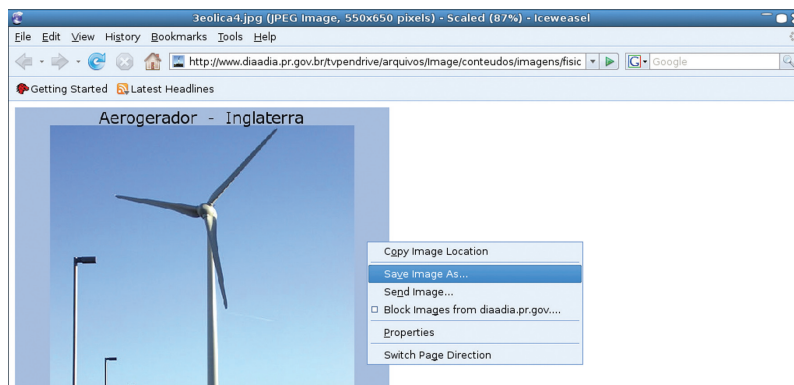 3eolica4.jpg (JPEG Image, 550x650 pixels) - Scaled (87%) - Iceweasel
File Edit View History Bookmarks Tools Help
http://www.diaadia.pr.gov.br/tvpendrive/arquivos/Image/conteudos/imagens/fisic G Google
Getting Started Latest Headlines
Aerogerador - Inglaterra
Copy Image Location
Save Image As...
Send Image...
Block Images from diaadia.pr.gov....
Properties
Switch Page Direction